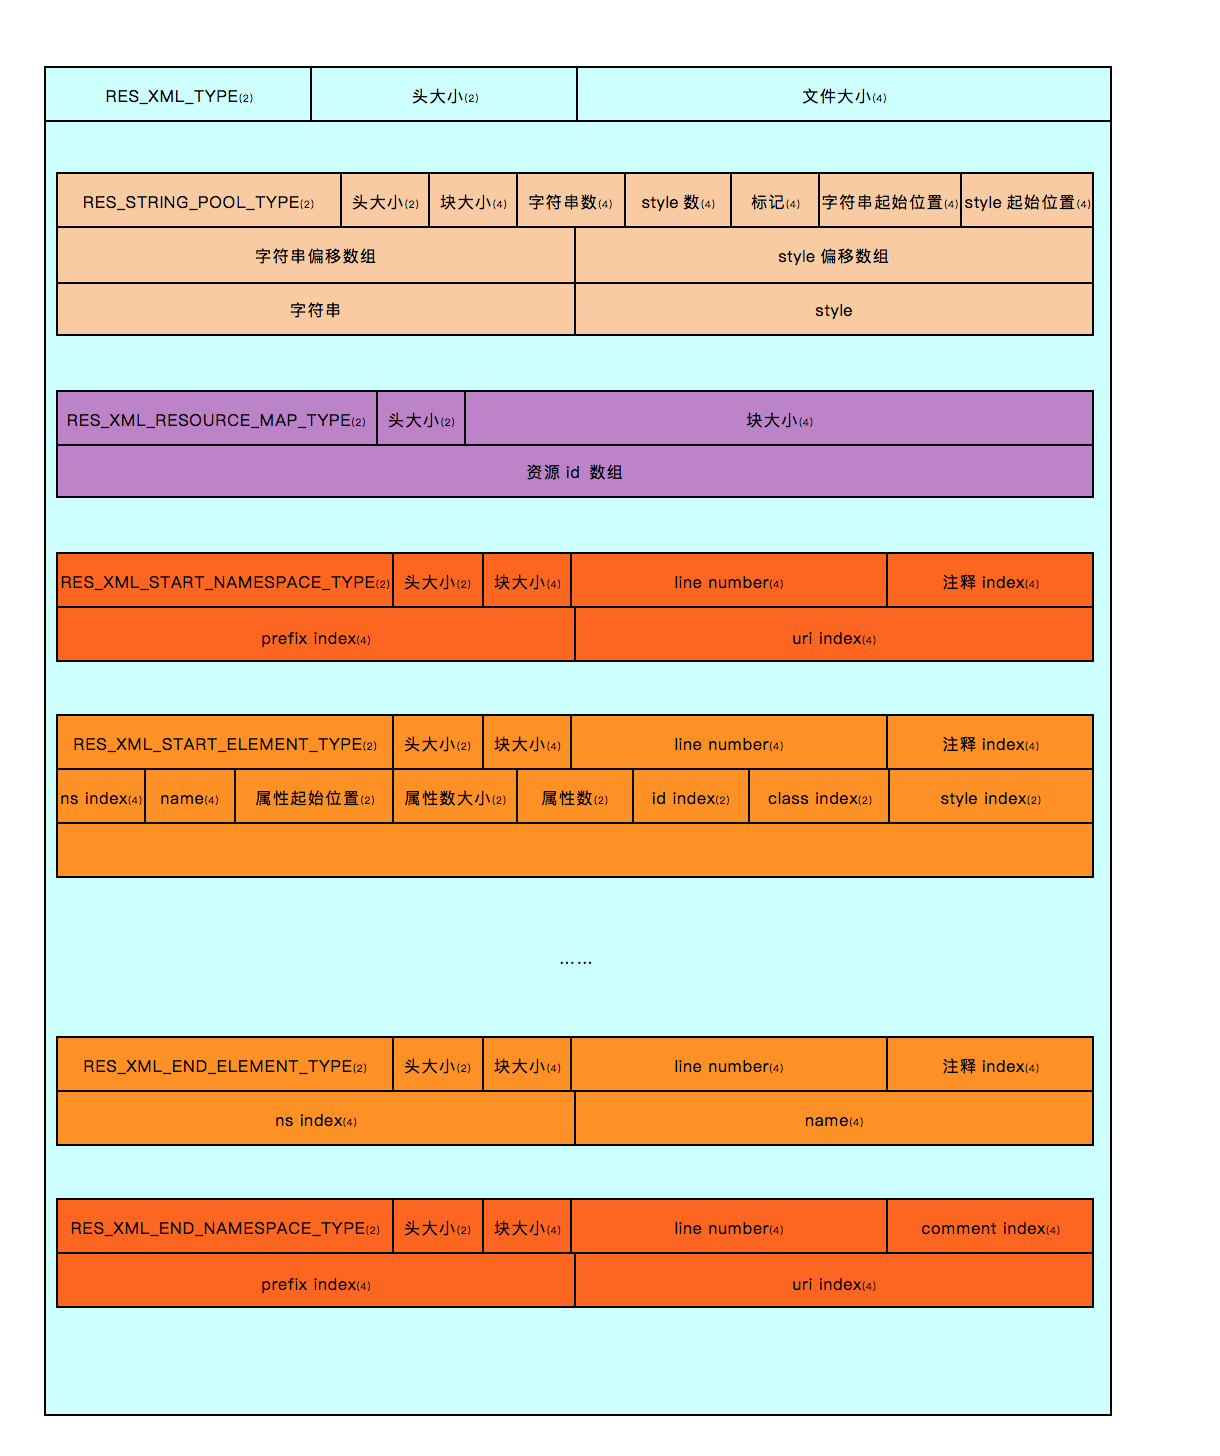 RES_XML_TYPE(2) 头大小(2) 文件大小(4)
RES_STRING_POOL_TYPE(2) 头大小(2) 块大小(4) 字符串数(4) style 数(4) 标记(4) 字符串起始位置(4) style 起始位置(4)
字符串偏移数组 style 偏移数组
字符串 style
RES_XML_RESOURCE_MAP_TYPE(2) 头大小(2) 块大小(4)
资源 id 数组
RES_XML_START_NAMESPACE_TYPE(2) 头大小(2) 块大小(4) line number(4) 注释 index(4)
prefix index(4) uri index(4)
RES_XML_START_ELEMENT_TYPE(2) 头大小(2) 块大小(4) line number(4) 注释 index(4)
ns index(4) name(4) 属性起始位置(2) 属性数大小(2) 属性数(2) id index(2) class index(2) style index(2)
……
RES_XML_END_ELEMENT_TYPE(2) 头大小(2) 块大小(4) line number(4) 注释 index(4)
ns index(4) name(4)
RES_XML_END_NAMESPACE_TYPE(2) 头大小(2) 块大小(4) line number(4) comment index(4)
prefix index(4) uri index(4)